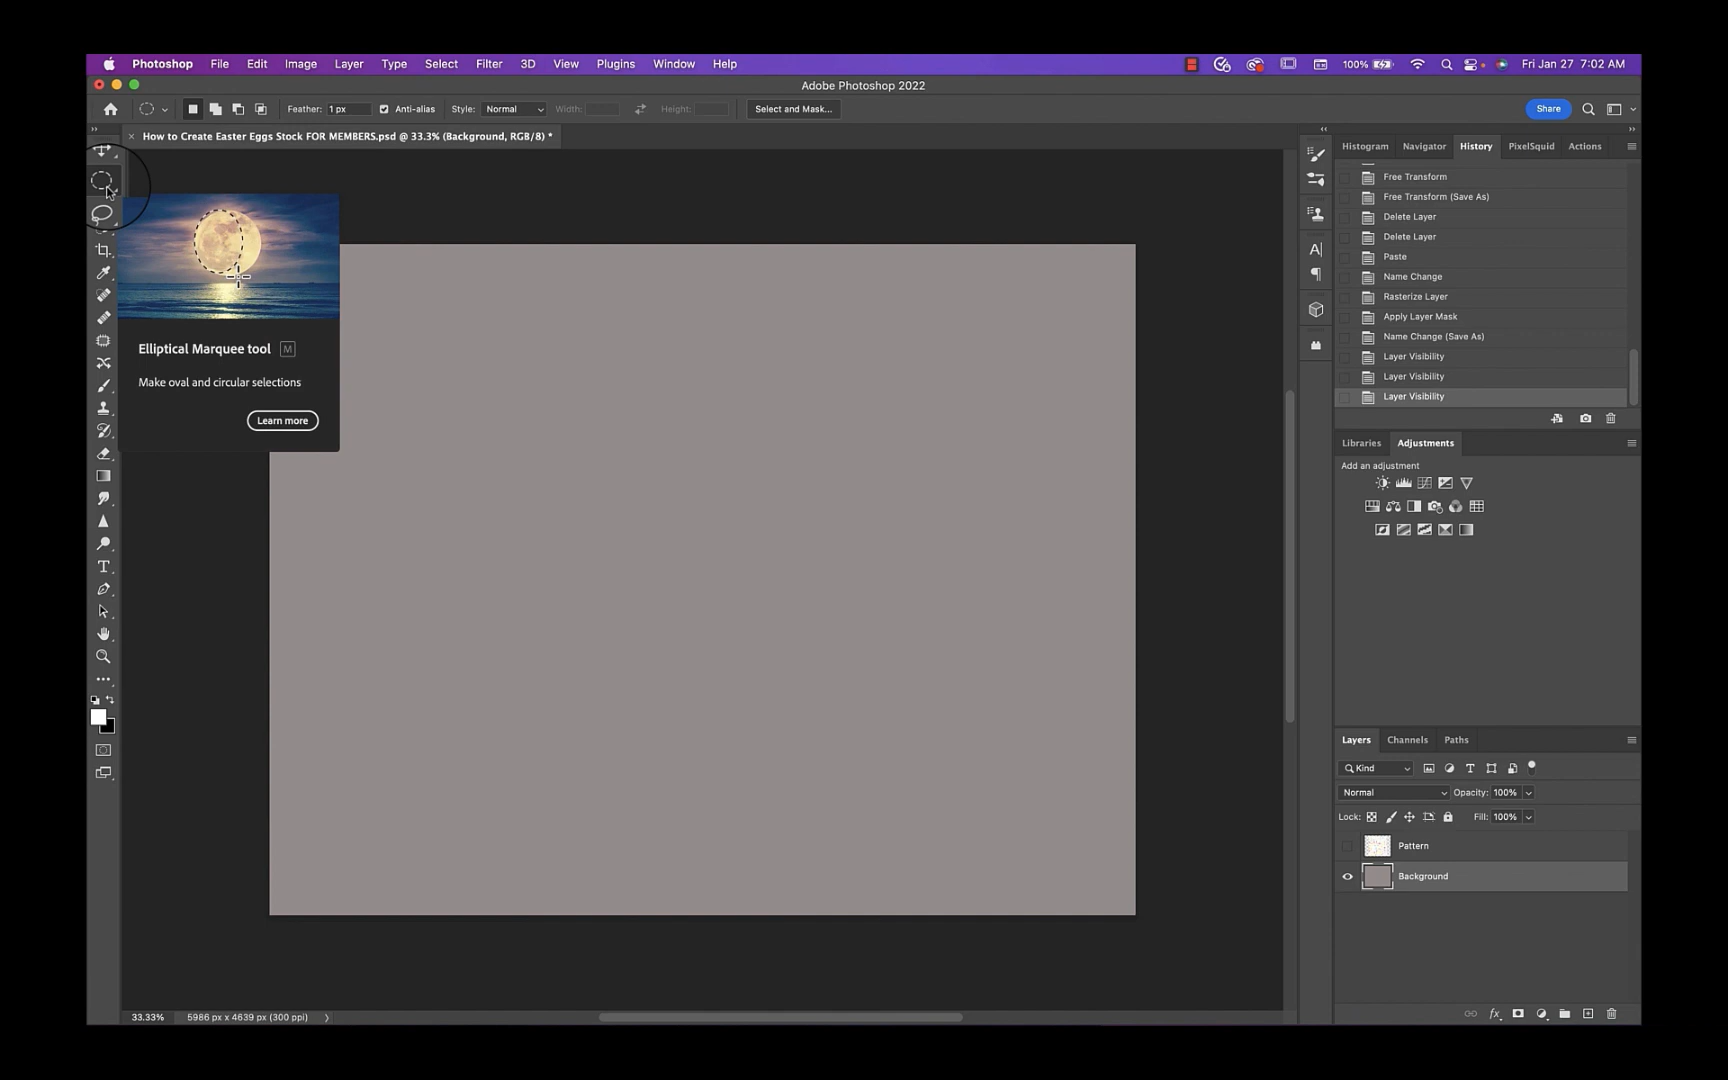 Photoshop File Edit Image Layer Type Select Filter 3D View Plugins Window Help 100% Fri Jan 27 7:02 AM
Adobe Photoshop 2022
Feather: 1 px Anti-alias Style: Normal Width: Height: Select and Mask... Share
How to Create Easter Eggs Stock FOR MEMBERS.psd @ 33.3% (Background, RGB/8) *
Histogram Navigator History PixelSquid Actions
Free Transform
Free Transform (Save As)
Delete Layer
Delete Layer
Paste
Name Change
Rasterize Layer
Apply Layer Mask
Name Change (Save As)
Layer Visibility
Layer Visibility
Layer Visibility
Elliptical Marquee tool M
Make oval and circular selections
Learn more
Libraries Adjustments
Add an adjustment
Layers Channels Paths
Kind
Normal Opacity: 100%
Lock: Fill: 100%
Pattern
Background
fx
33.33% 5986 px x 4639 px (300 ppi)